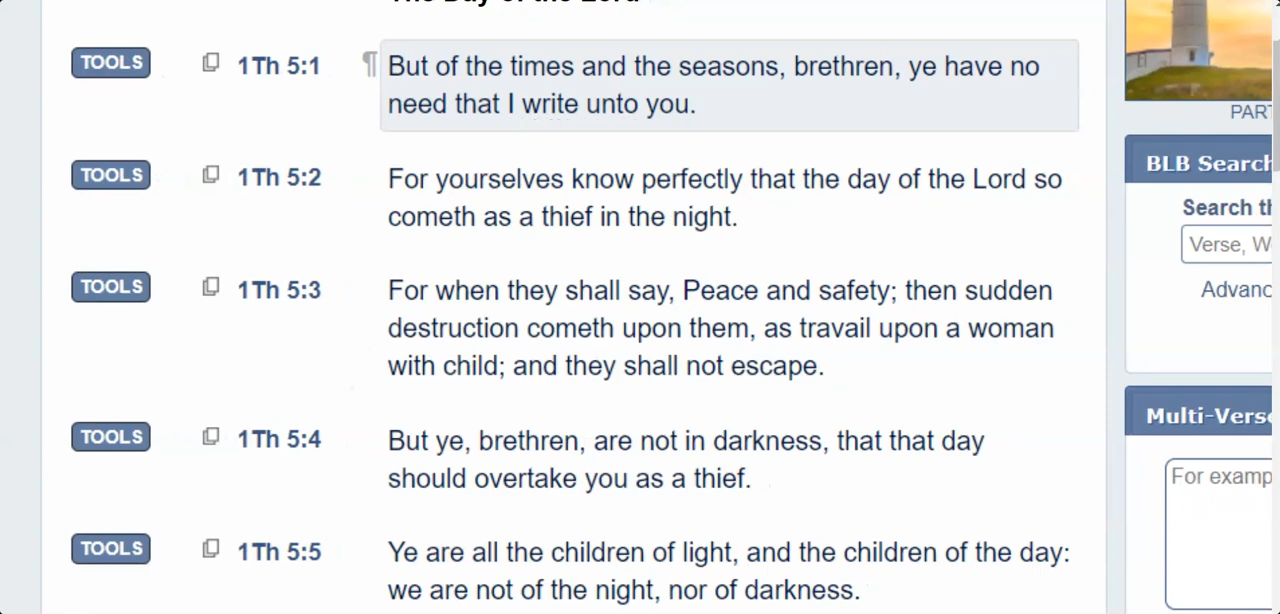 The Day of the Lord
TOOLS 1Th 5:1 ¶ But of the times and the seasons, brethren, ye have no
need that I write unto you.
TOOLS 1Th 5:2 For yourselves know perfectly that the day of the Lord so
cometh as a thief in the night.
TOOLS 1Th 5:3 For when they shall say, Peace and safety; then sudden
destruction cometh upon them, as travail upon a woman
with child; and they shall not escape.
TOOLS 1Th 5:4 But ye, brethren, are not in darkness, that that day
should overtake you as a thief.
TOOLS 1Th 5:5 Ye are all the children of light, and the children of the day:
we are not of the night, nor of darkness.
PART
BLB Search
Search th
Verse, W
Advanc
Multi-Verse
For examp